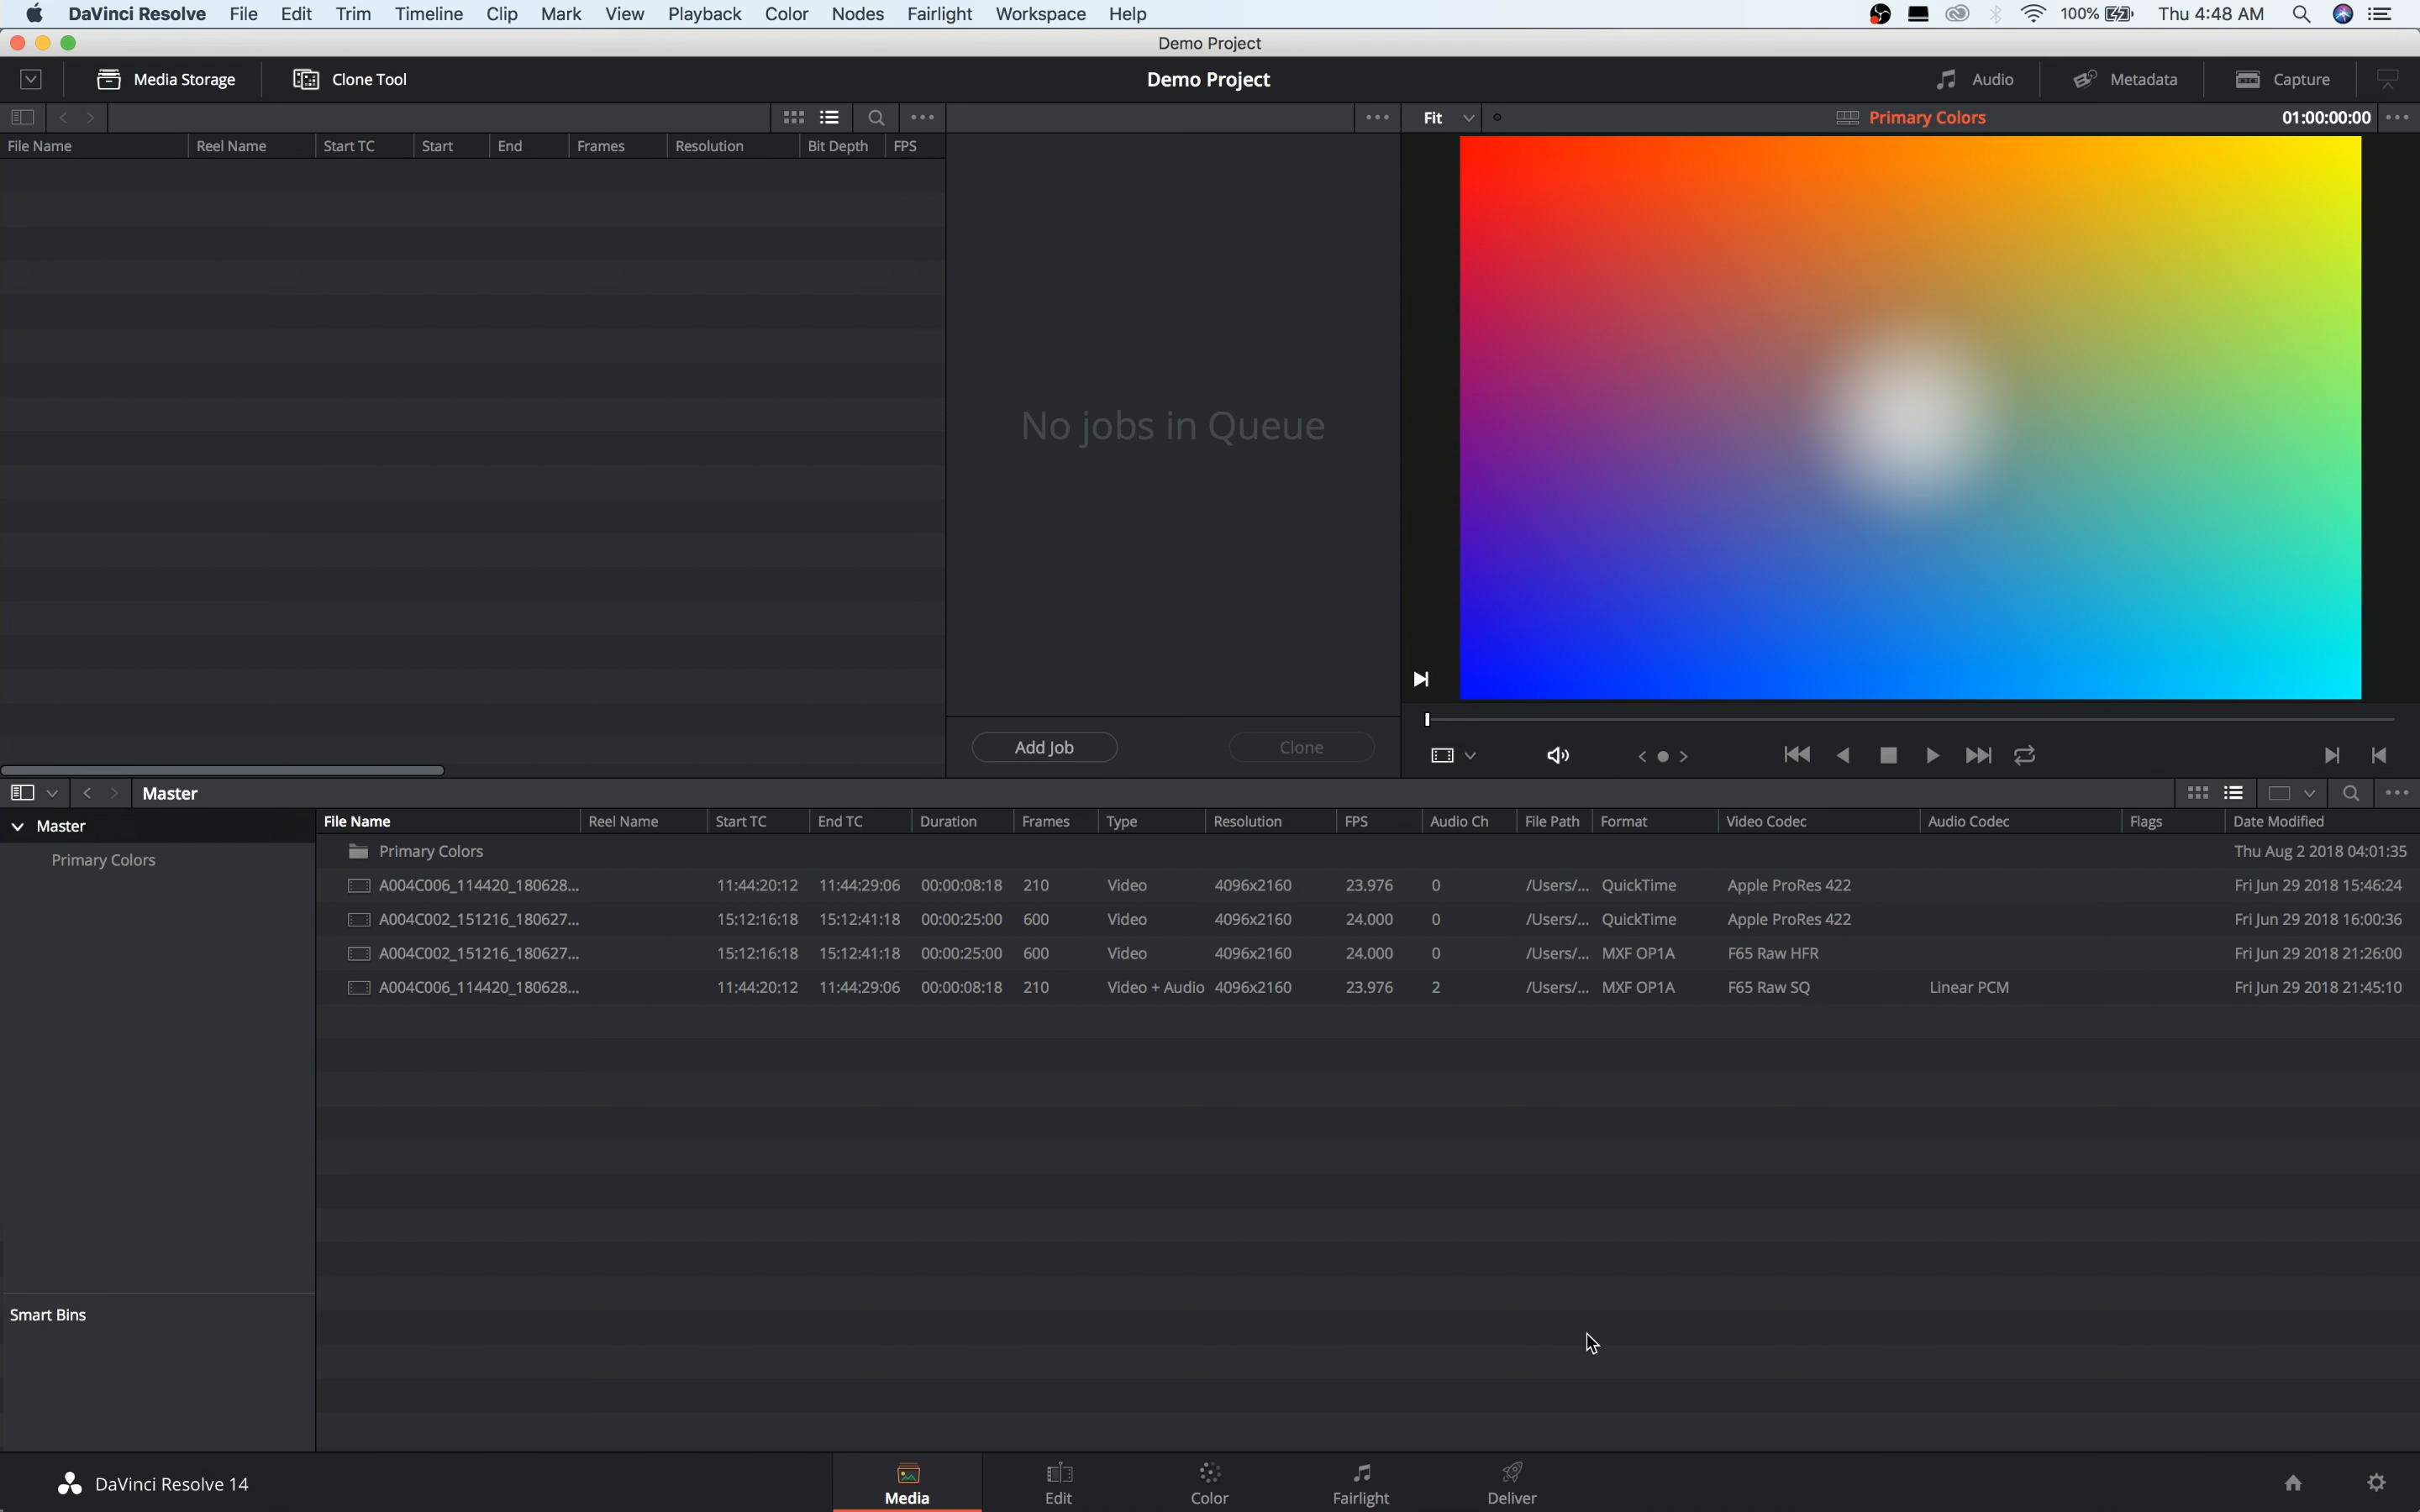 DaVinci Resolve File Edit Trim Timeline Clip Mark View Playback Color Nodes Fairlight Workspace Help 100% Thu 4:48 AM
Demo Project
Media Storage Clone Tool Demo Project Audio Metadata Capture
Fit Primary Colors 01:00:00:00
File Name Reel Name Start TC Start End Frames Resolution Bit Depth FPS
No jobs in Queue
Add Job Clone
Master
Master
Primary Colors
Smart Bins
File Name Reel Name Start TC End TC Duration Frames Type Resolution FPS Audio Ch File Path Format Video Codec Audio Codec Flags Date Modified
Primary Colors Thu Aug 2 2018 04:01:35
A004C006_114420_180628... 11:44:20:12 11:44:29:06 00:00:08:18 210 Video 4096x2160 23.976 0 /Users/... QuickTime Apple ProRes 422 Fri Jun 29 2018 15:46:24
A004C002_151216_180627... 15:12:16:18 15:12:41:18 00:00:25:00 600 Video 4096x2160 24.000 0 /Users/... QuickTime Apple ProRes 422 Fri Jun 29 2018 16:00:36
A004C002_151216_180627... 15:12:16:18 15:12:41:18 00:00:25:00 600 Video 4096x2160 24.000 0 /Users/... MXF OP1A F65 Raw HFR Fri Jun 29 2018 21:26:00
A004C006_114420_180628... 11:44:20:12 11:44:29:06 00:00:08:18 210 Video + Audio 4096x2160 23.976 2 /Users/... MXF OP1A F65 Raw SQ Linear PCM Fri Jun 29 2018 21:45:10
DaVinci Resolve 14 Media Edit Color Fairlight Deliver